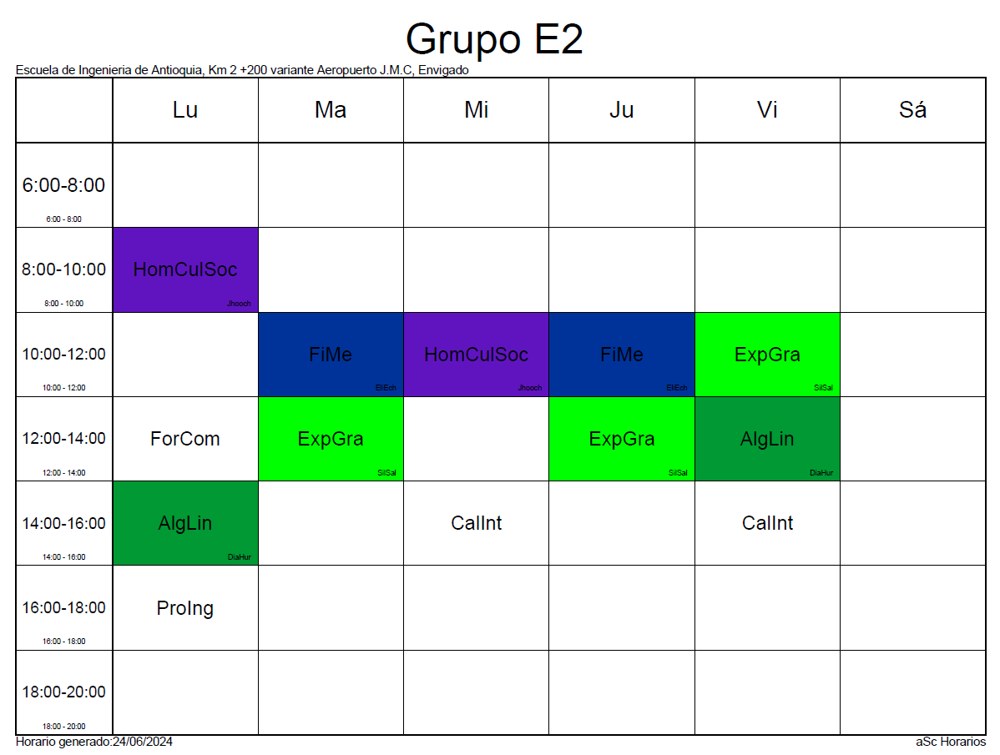 Grupo E2
Escuela de Ingenieria de Antioquia, Km 2 +200 variante Aeropuerto J.M.C, Envigado
Lu Ma Mi Ju Vi Sá
6:00-8:00
6:00 - 8:00
8:00-10:00 HomCulSoc
8:00 - 10:00 Jhooch
10:00-12:00 FiMe HomCulSoc FiMe ExpGra
10:00 - 12:00 EliEch Jhooch EliEch SilSal
12:00-14:00 ForCom ExpGra ExpGra AlgLin
12:00 - 14:00 SilSal SilSal DiaHur
14:00-16:00 AlgLin CalInt CalInt
14:00 - 16:00 DiaHur
16:00-18:00 ProIng
16:00 - 18:00
18:00-20:00
18:00 - 20:00
Horario generado:24/06/2024 aSc Horarios